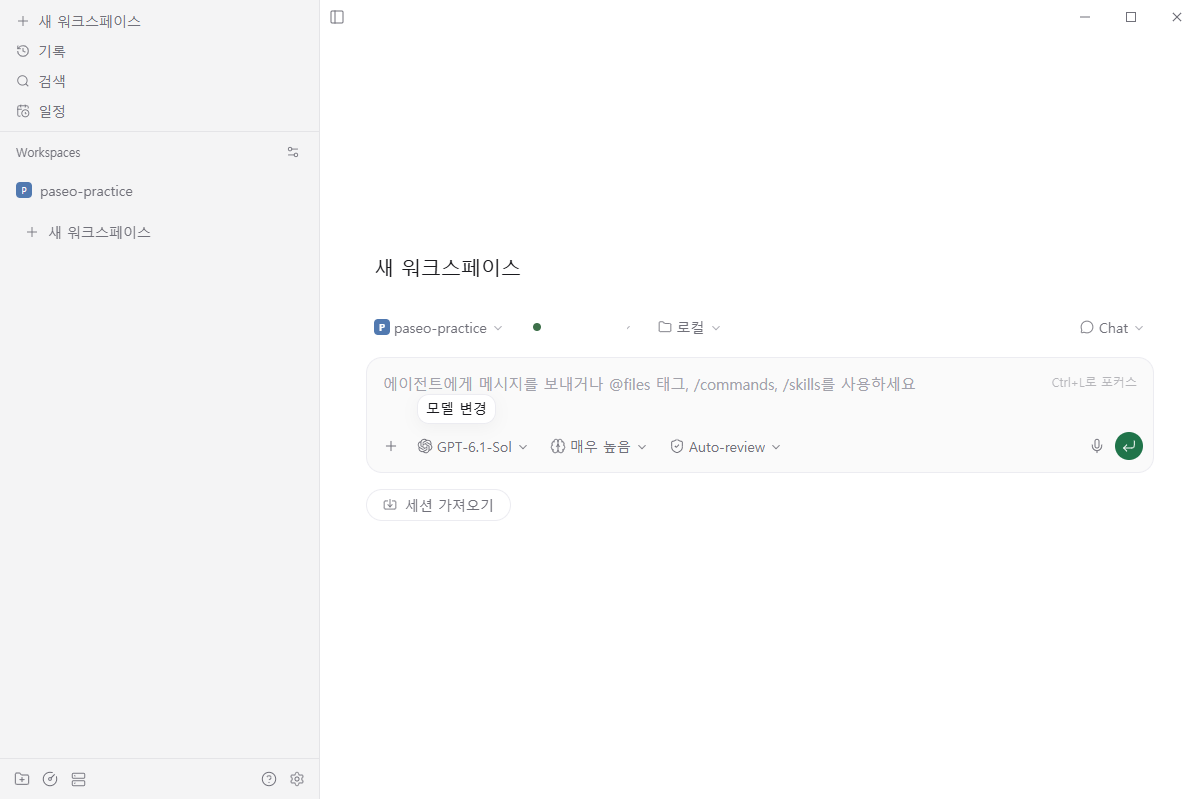 새 워크스페이스
기록
검색
일정
Workspaces
P paseo-practice
새 워크스페이스
새 워크스페이스
P paseo-practice
로컬
Chat
에이전트에게 메시지를 보내거나 @files 태그, /commands, /skills를 사용하세요
Ctrl+L로 포커스
모델 변경
GPT-6.1-Sol
매우 높음
Auto-review
세션 가져오기